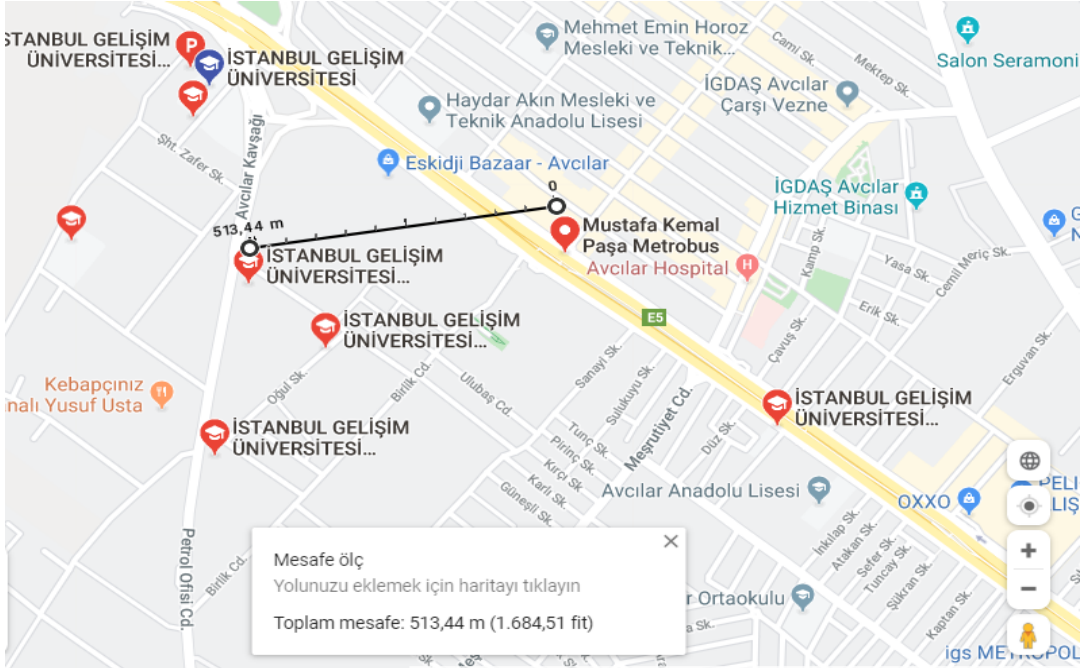 STANBUL GELIŞIM
ÜNİVERSİTESİ...
P
İSTANBUL GELİŞİM
ÜNİVERSİTESİ
Mehmet Emin Horoz
Mesleki ve Teknik...
Cami Sk.
Mektep Sk.
Salon Seramoni
Haydar Akın Mesleki ve
Teknik Anadolu Lisesi
İGDAŞ Avcılar
Çarşı Vezne
Avcılar Kavşağı
Şht. Zafer Sk.
Eskidji Bazaar - Avcılar
0
513,44 m
İGDAŞ Avcılar
Hizmet Binası
Mustafa Kemal
Paşa Metrobus
Avcılar Hospital
H
Kamp Sk.
Yasa Sk.
Cemil Meriç Sk.
Erik Sk.
İSTANBUL GELİŞİM
ÜNİVERSİTESİ...
E5
İSTANBUL GELİŞİM
ÜNİVERSİTESİ...
Çavuş Sk.
Erguvan Sk.
Sanayi Sk.
Sulukuyu Sk.
Meşrutiyet Cd.
Düz Sk.
Kebapçınız
nalı Yusuf Usta
Oğul Sk.
Birlik Cd.
Ulubaş Cd.
İSTANBUL GELİŞİM
ÜNİVERSİTESİ...
İSTANBUL GELİŞİM
ÜNİVERSİTESİ...
Tunç Sk.
Pirinç Sk.
Kırçı Sk.
Karlı Sk.
Güneşli Sk.
Avcılar Anadolu Lisesi
OXXO
PELI
LIŞ
İnkılap Sk.
Atakan Sk.
Sefer Sk.
Tuncay Sk.
Şükran Sk.
Kaptan Sk.
Petrol Ofisi Cd.
Birlik Cd.
Mesafe ölç
Yolunuzu eklemek için haritayı tıklayın
Toplam mesafe: 513,44 m (1.684,51 fit)
r Ortaokulu
a Sk.
igs METROPOL